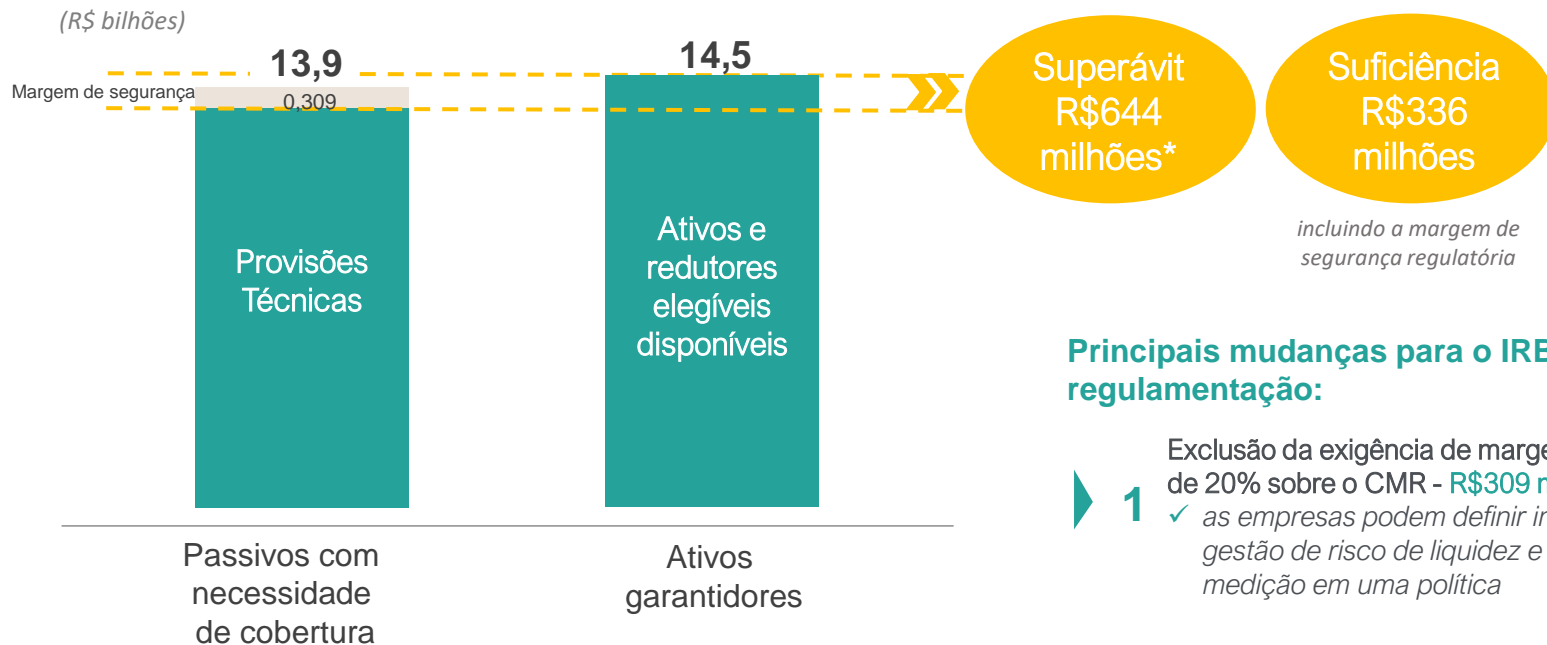 (R$ bilhões)
13,9
14,5
Margem de segurança
0,309
Provisões
Técnicas
Ativos e
redutores
elegíveis
disponíveis
Passivos com
necessidade
de cobertura
Ativos
garantidores
Superávit
R$644
milhões*
Suficiência
R$336
milhões
incluindo a margem de
segurança regulatória
Principais mudanças para o
regulamentação:
1
Exclusão da exigência de
de 20% sobre o CMR - R$309
✓ as empresas podem definir
gestão de risco de liquidez e
medição em uma política